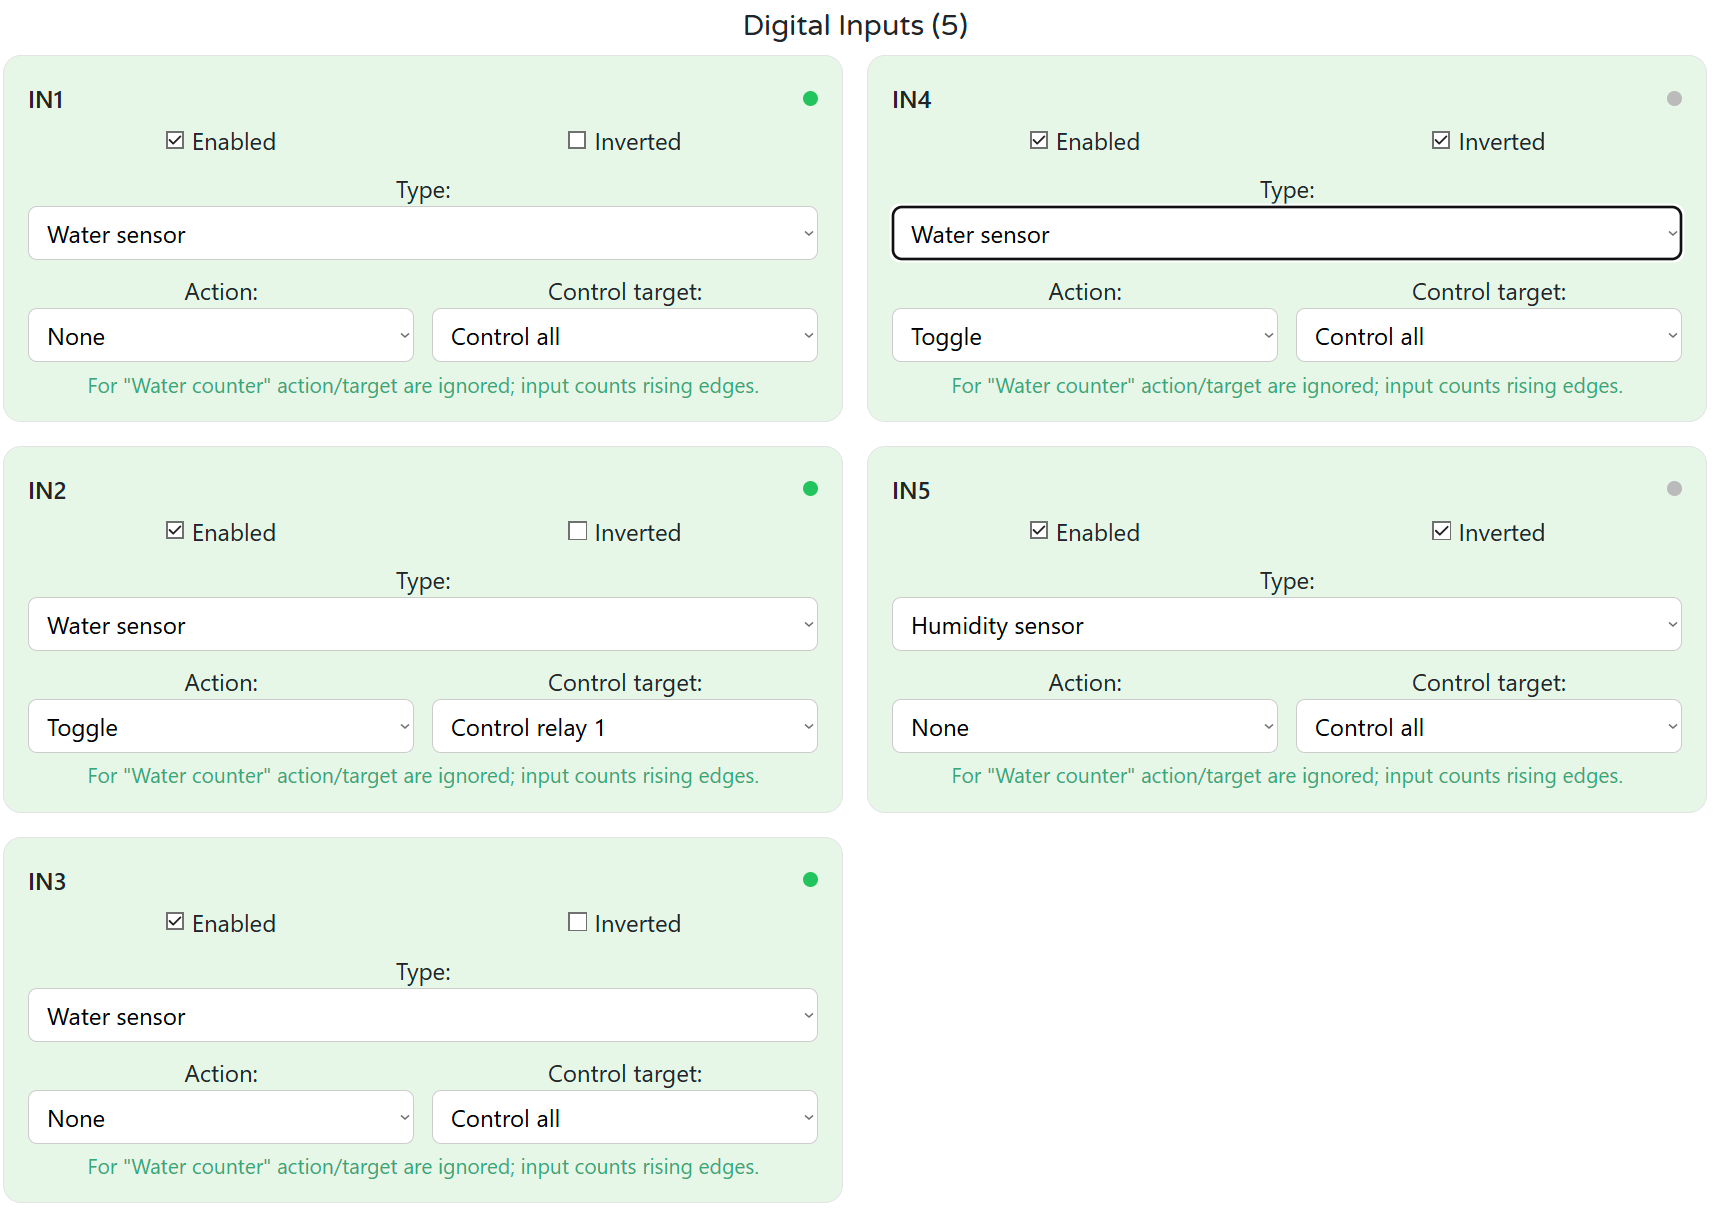 Digital Inputs (5)
IN1
Enabled
Inverted
Type:
Water sensor
Action:
Control target:
None
Control all
For "Water counter" action/target are ignored; input counts rising edges.
IN4
Enabled
Inverted
Type:
Water sensor
Action:
Control target:
Toggle
Control all
For "Water counter" action/target are ignored; input counts rising edges.
IN2
Enabled
Inverted
Type:
Water sensor
Action:
Control target:
Toggle
Control relay 1
For "Water counter" action/target are ignored; input counts rising edges.
IN5
Enabled
Inverted
Type:
Humidity sensor
Action:
Control target:
None
Control all
For "Water counter" action/target are ignored; input counts rising edges.
IN3
Enabled
Inverted
Type:
Water sensor
Action:
Control target:
None
Control all
For "Water counter" action/target are ignored; input counts rising edges.